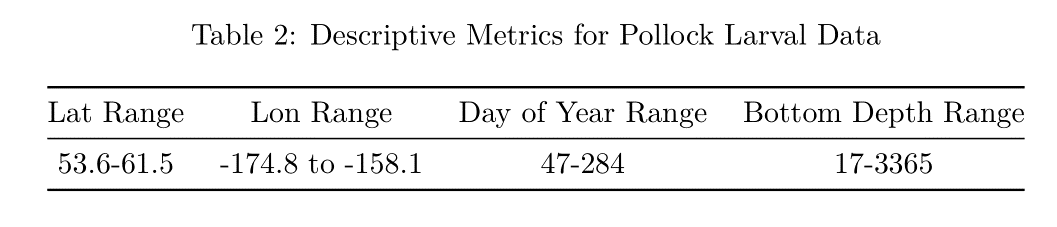 Table 2: Descriptive Metrics for Pollock Larval Data
Lat Range Lon Range Day of Year Range Bottom Depth Range
53.6-61.5 -174.8 to -158.1 47-284 17-3365